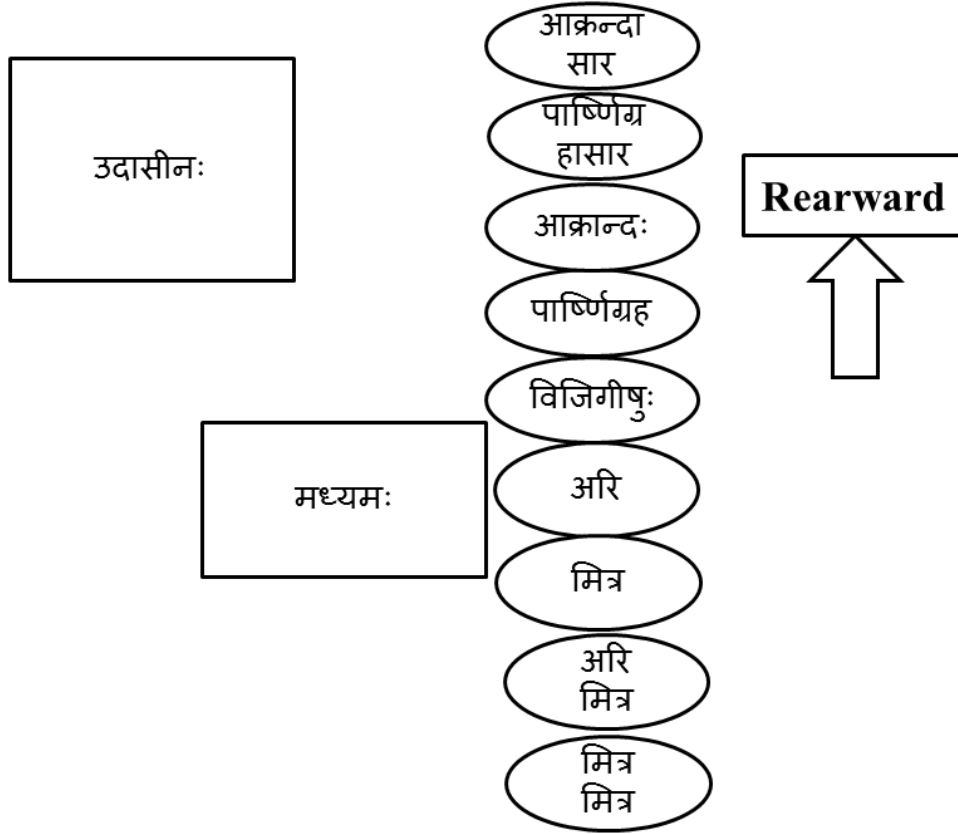 आक्रन्दा
सार
पार्ष्णिग्र
हासार
उदासीनः
Rearward
आक्रान्दः
पार्ष्णिग्रह
विजिगीषुः
अरि
मध्यमः
मित्र
अरि
मित्र
मित्र
मित्र